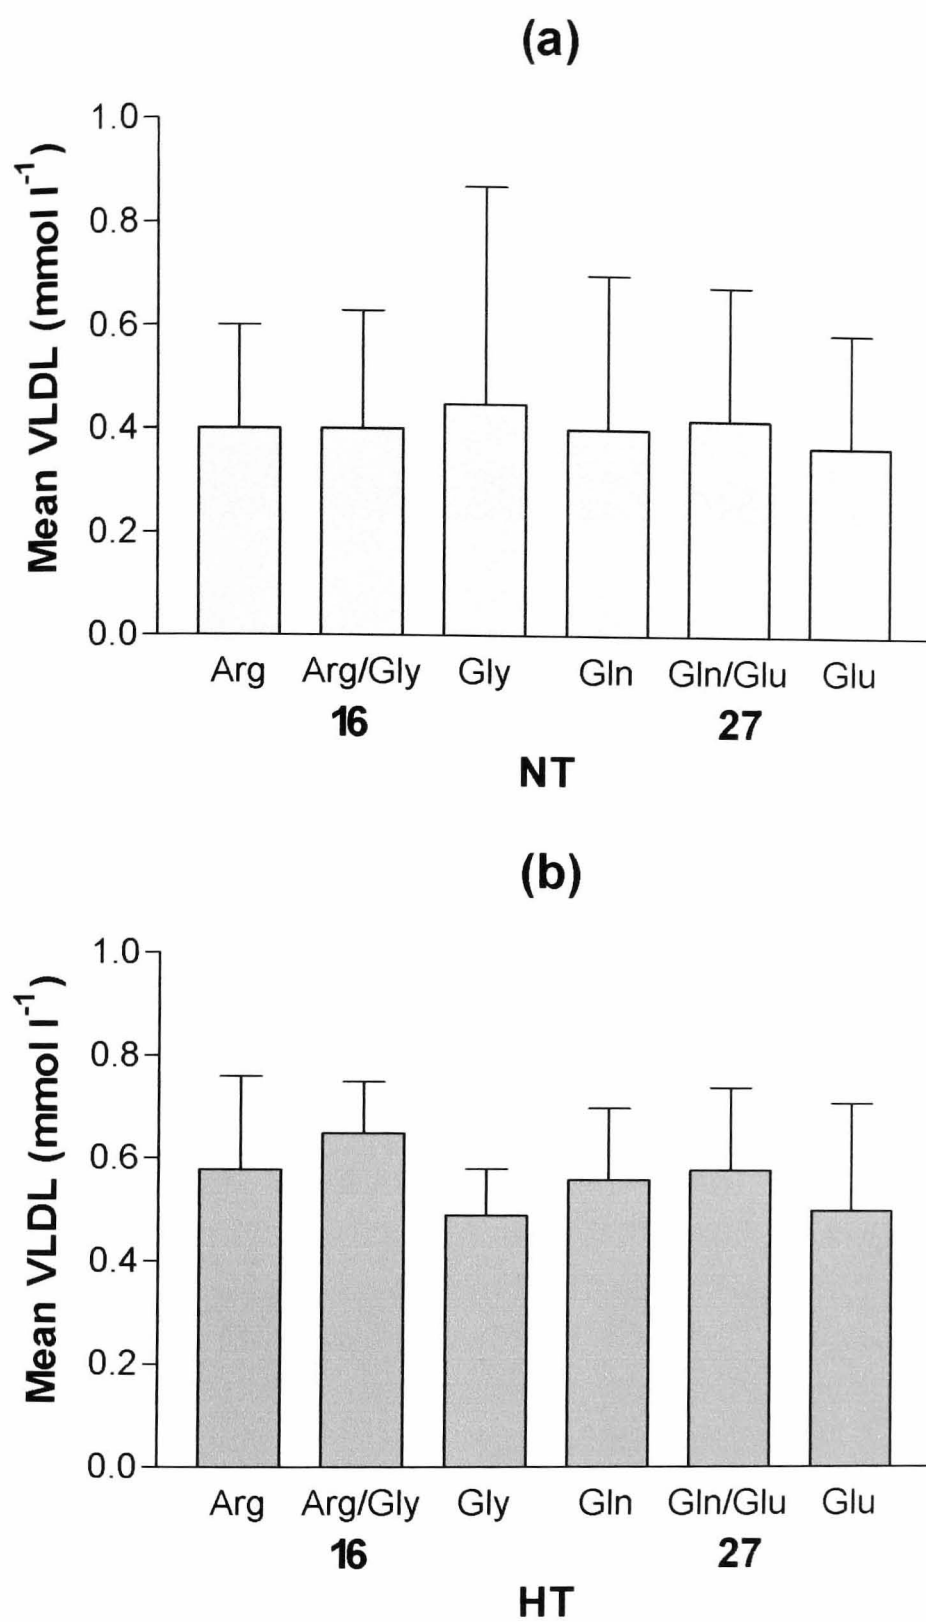 (a)
Mean VLDL (mmol l⁻¹)
1.0
0.8
0.6
0.4
0.2
0.0
Arg Arg/Gly Gly Gln Gln/Glu Glu
16 27
NT
(b)
Mean VLDL (mmol l⁻¹)
1.0
0.8
0.6
0.4
0.2
0.0
Arg Arg/Gly Gly Gln Gln/Glu Glu
16 27
HT